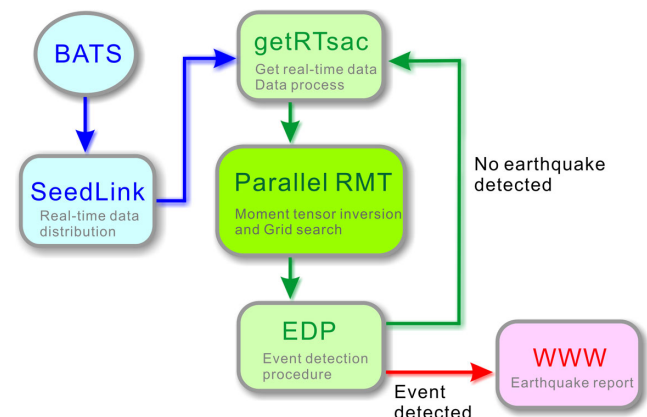 BATS
SeedLink
Real-time data
distribution
getRTsac
Get real-time data
Data process
Parallel RMT
Moment tensor inversion
and Grid search
EDP
Event detection
procedure
No earthquake
detected
Event
detected
WWW
Earthquake report